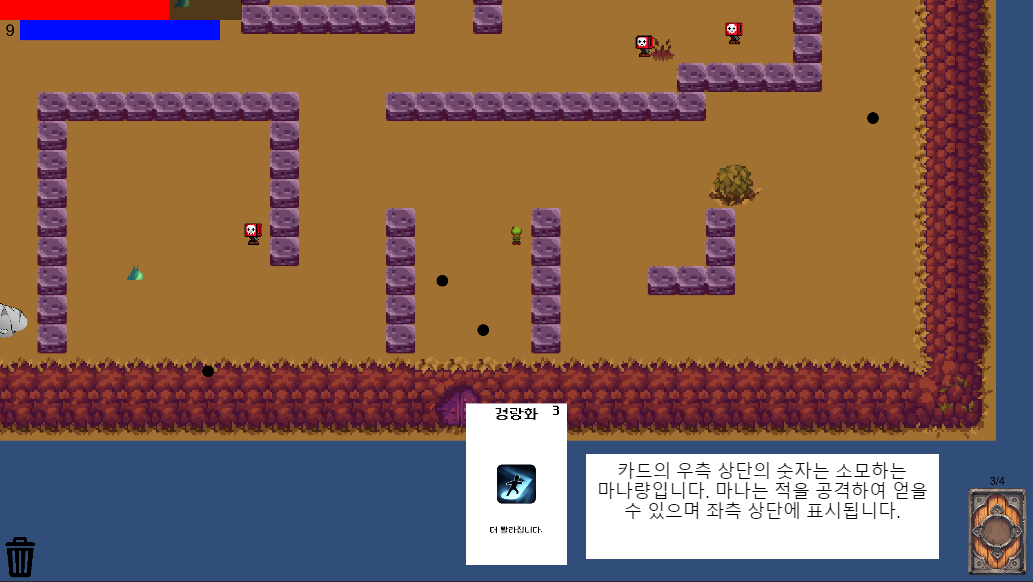 9
경량화 3
더 빨라집니다.
카드의 우측 상단의 숫자는 소모하는
마나량입니다. 마나는 적을 공격하여 얻을
수 있으며 좌측 상단에 표시됩니다.
3/4